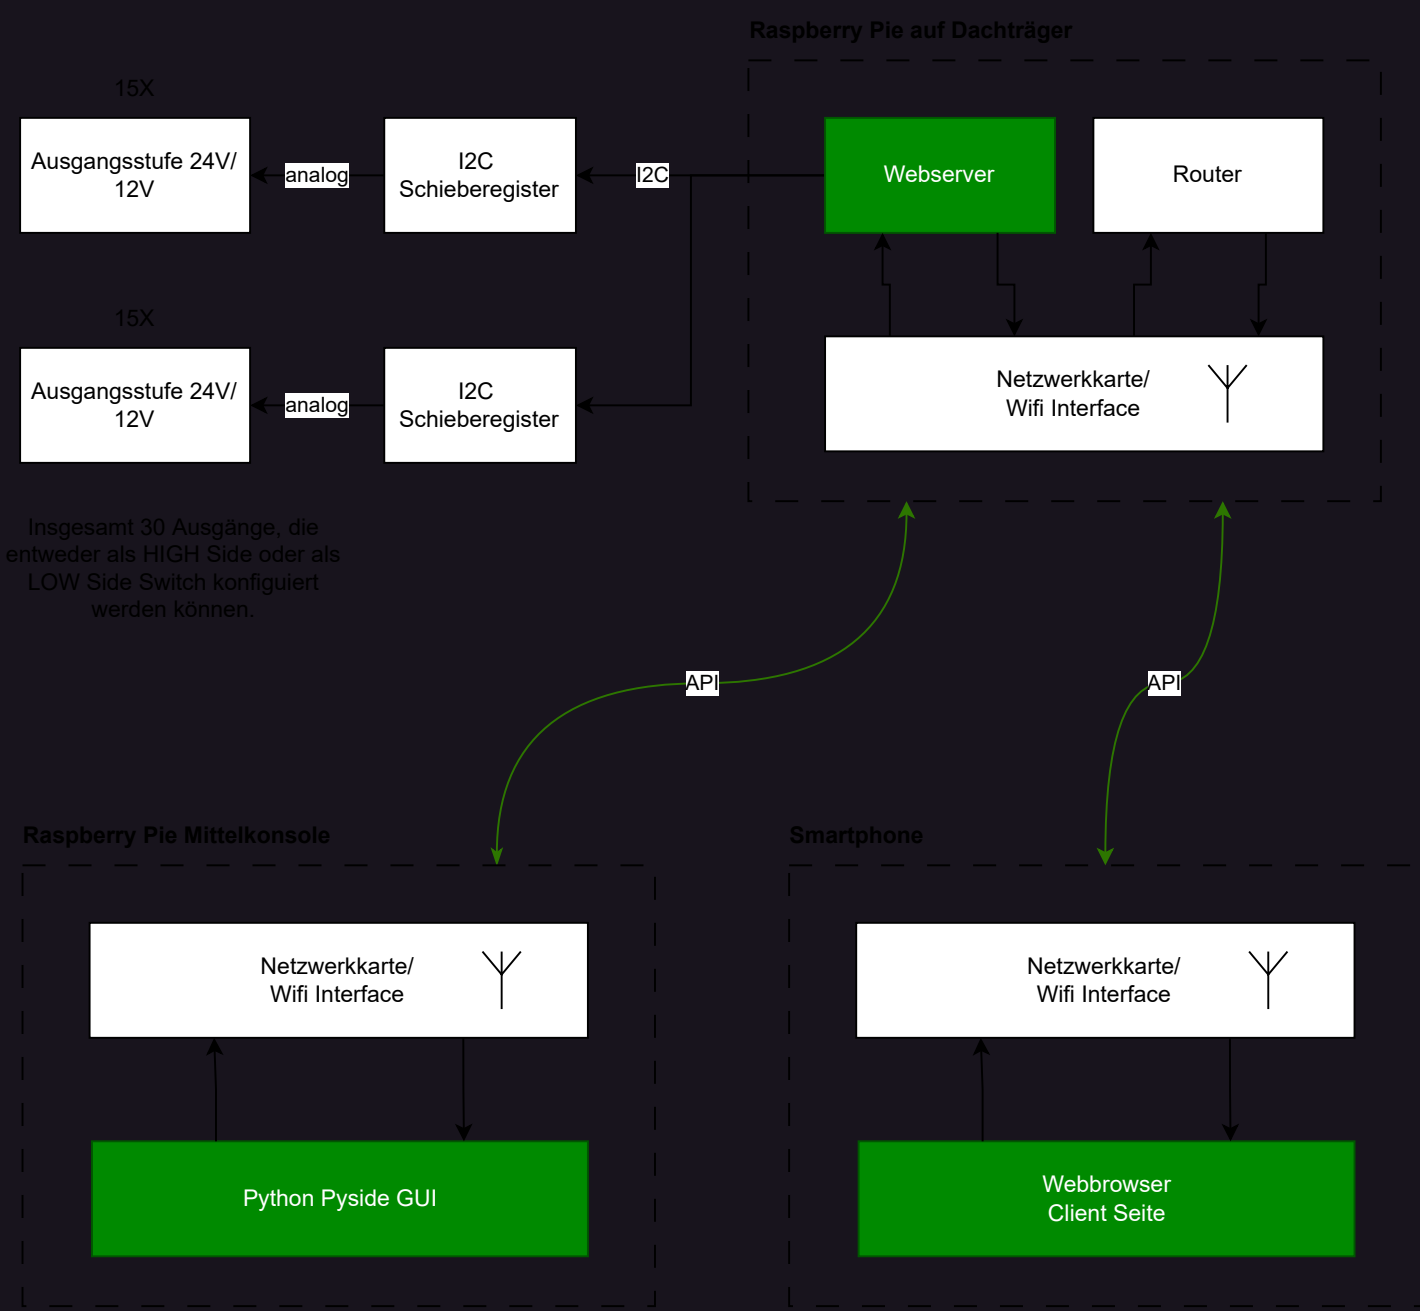 Raspberry Pie auf Dachträger
15X
Ausgangsstufe 24V/
12V
analog
I2C
Schieberegister
I2C
Webserver
Router
15X
Ausgangsstufe 24V/
12V
analog
I2C
Schieberegister
Netzwerkkarte/
Wifi Interface
Insgesamt 30 Ausgänge, die
entweder als HIGH Side oder als
LOW Side Switch konfiguiert
werden können.
API
API
Raspberry Pie Mittelkonsole
Netzwerkkarte/
Wifi Interface
Python Pyside GUI
Smartphone
Netzwerkkarte/
Wifi Interface
Webbrowser
Client Seite